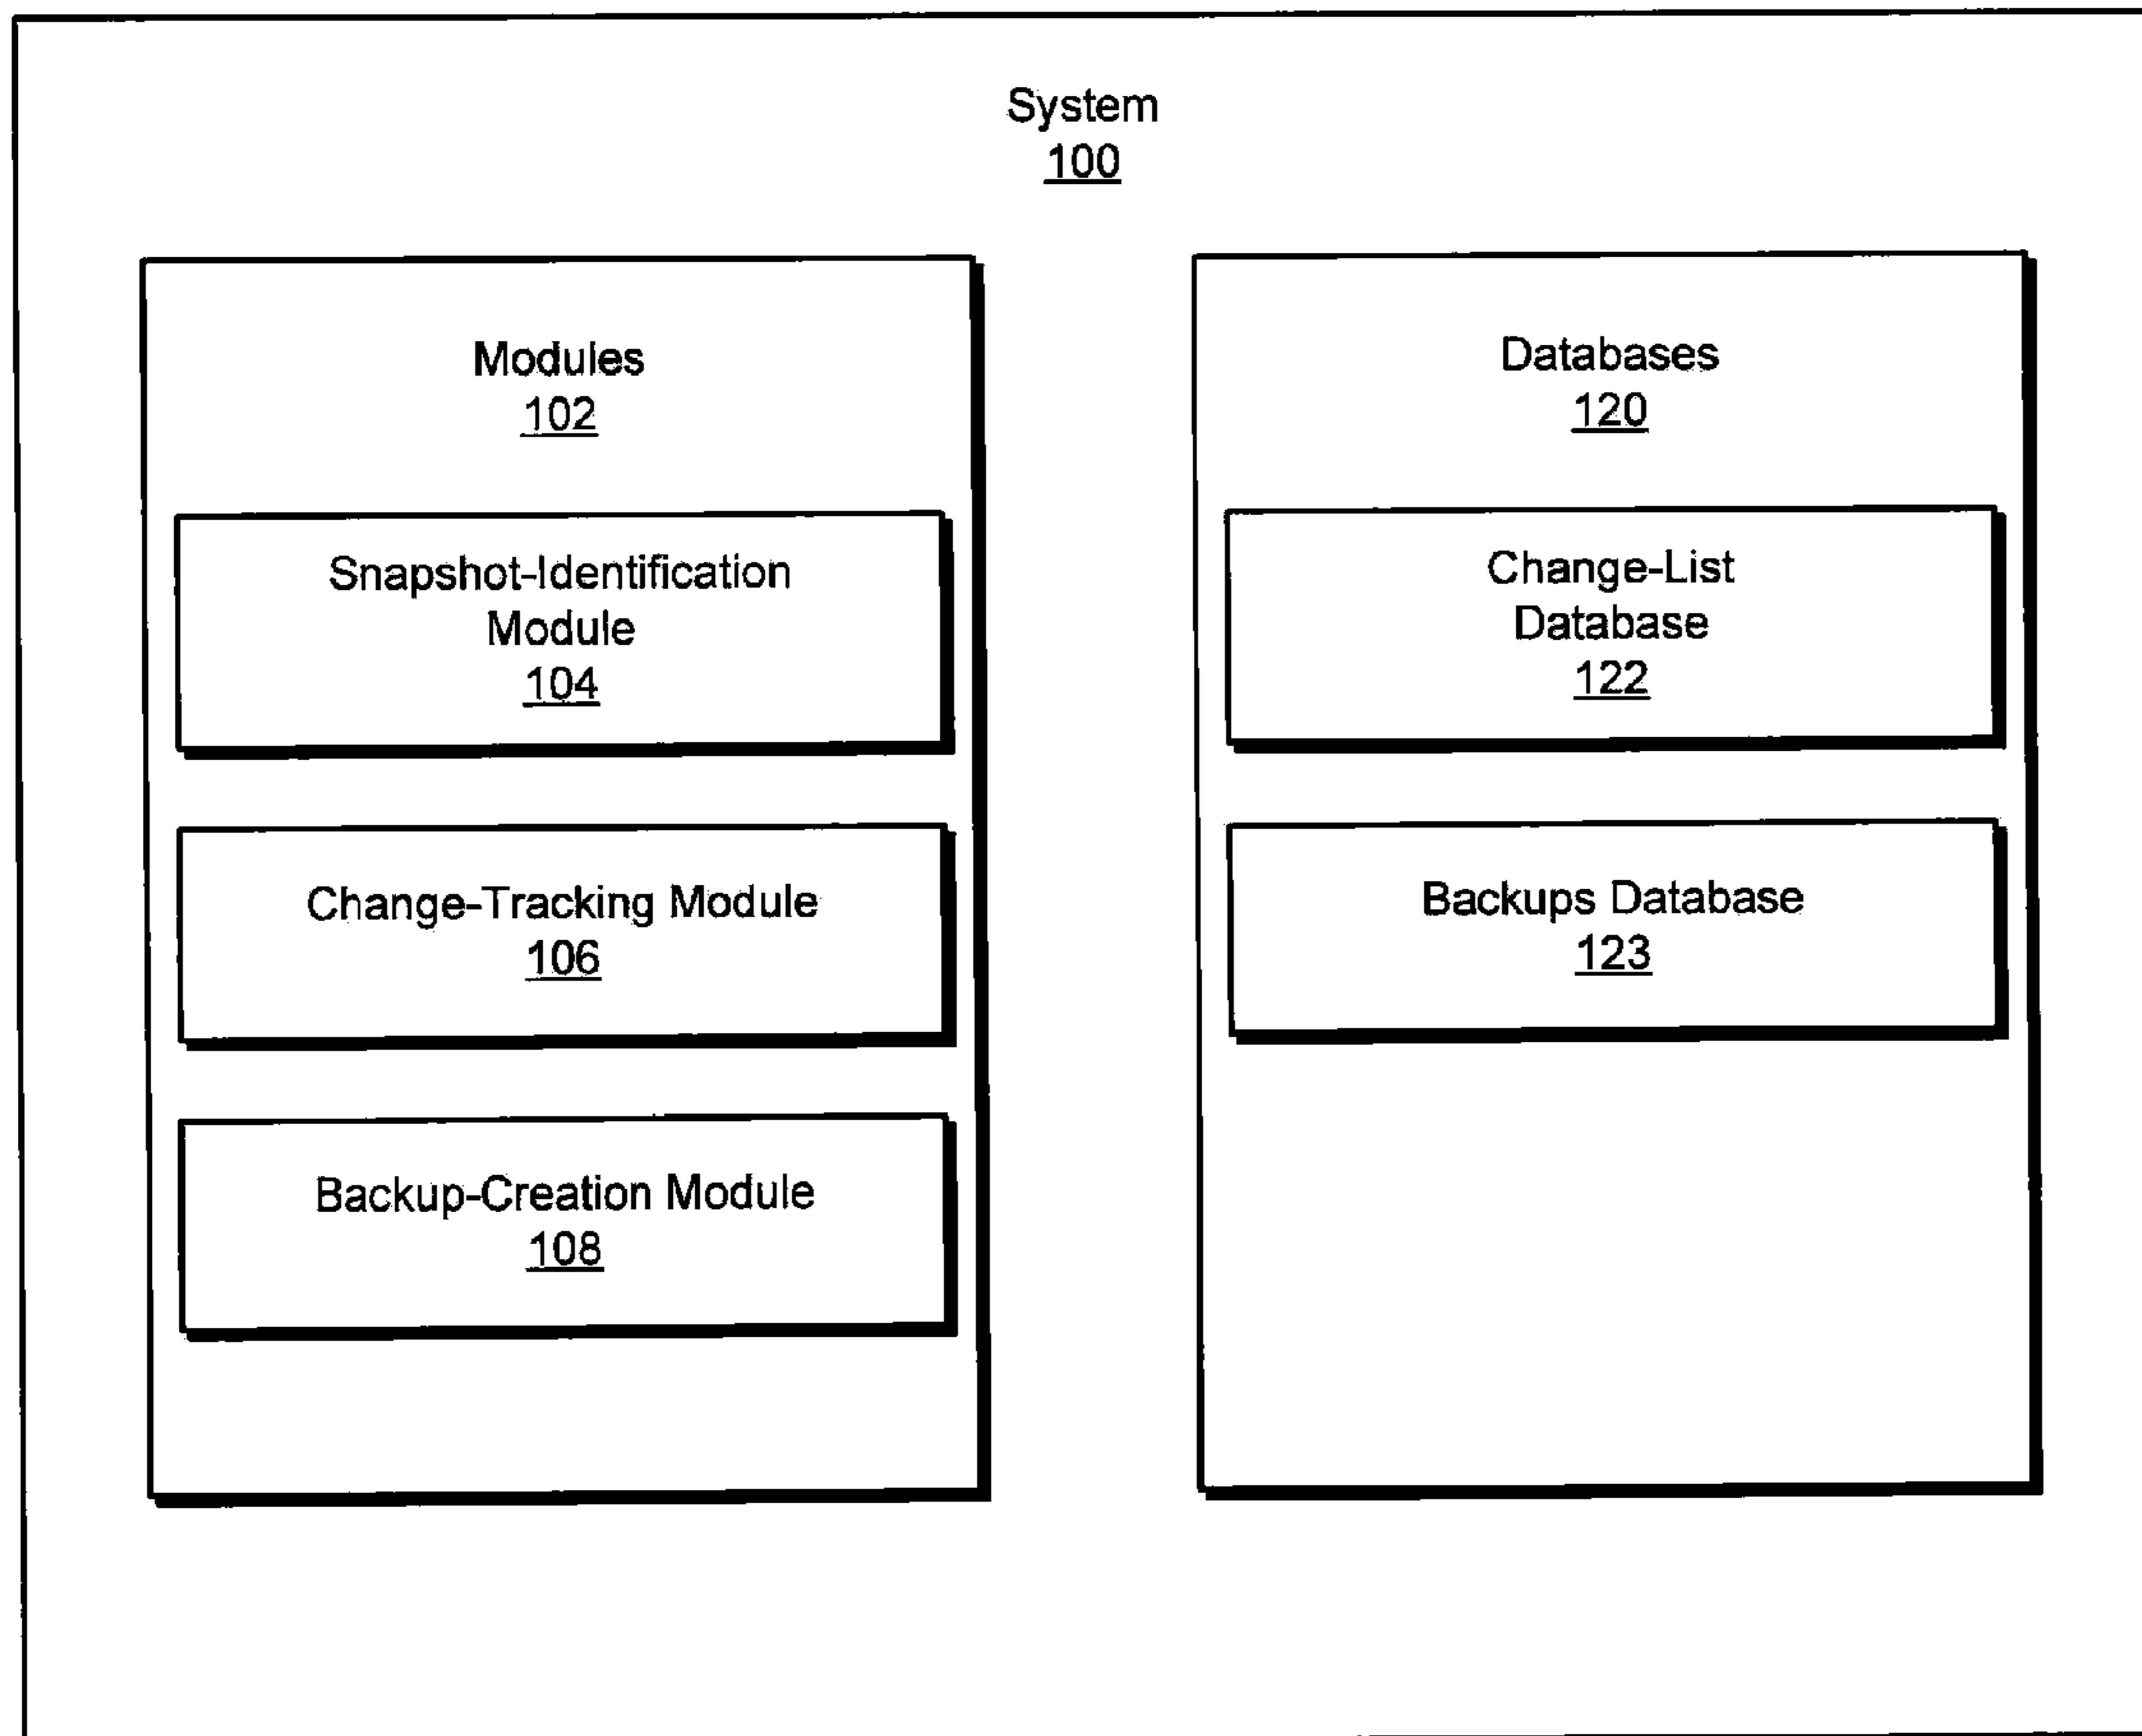 System
100
Modules
102
Snapshot-Identification
Module
104
Change-Tracking Module
106
Backup-Creation Module
108
Databases
120
Change-List
Database
122
Backups Database
123